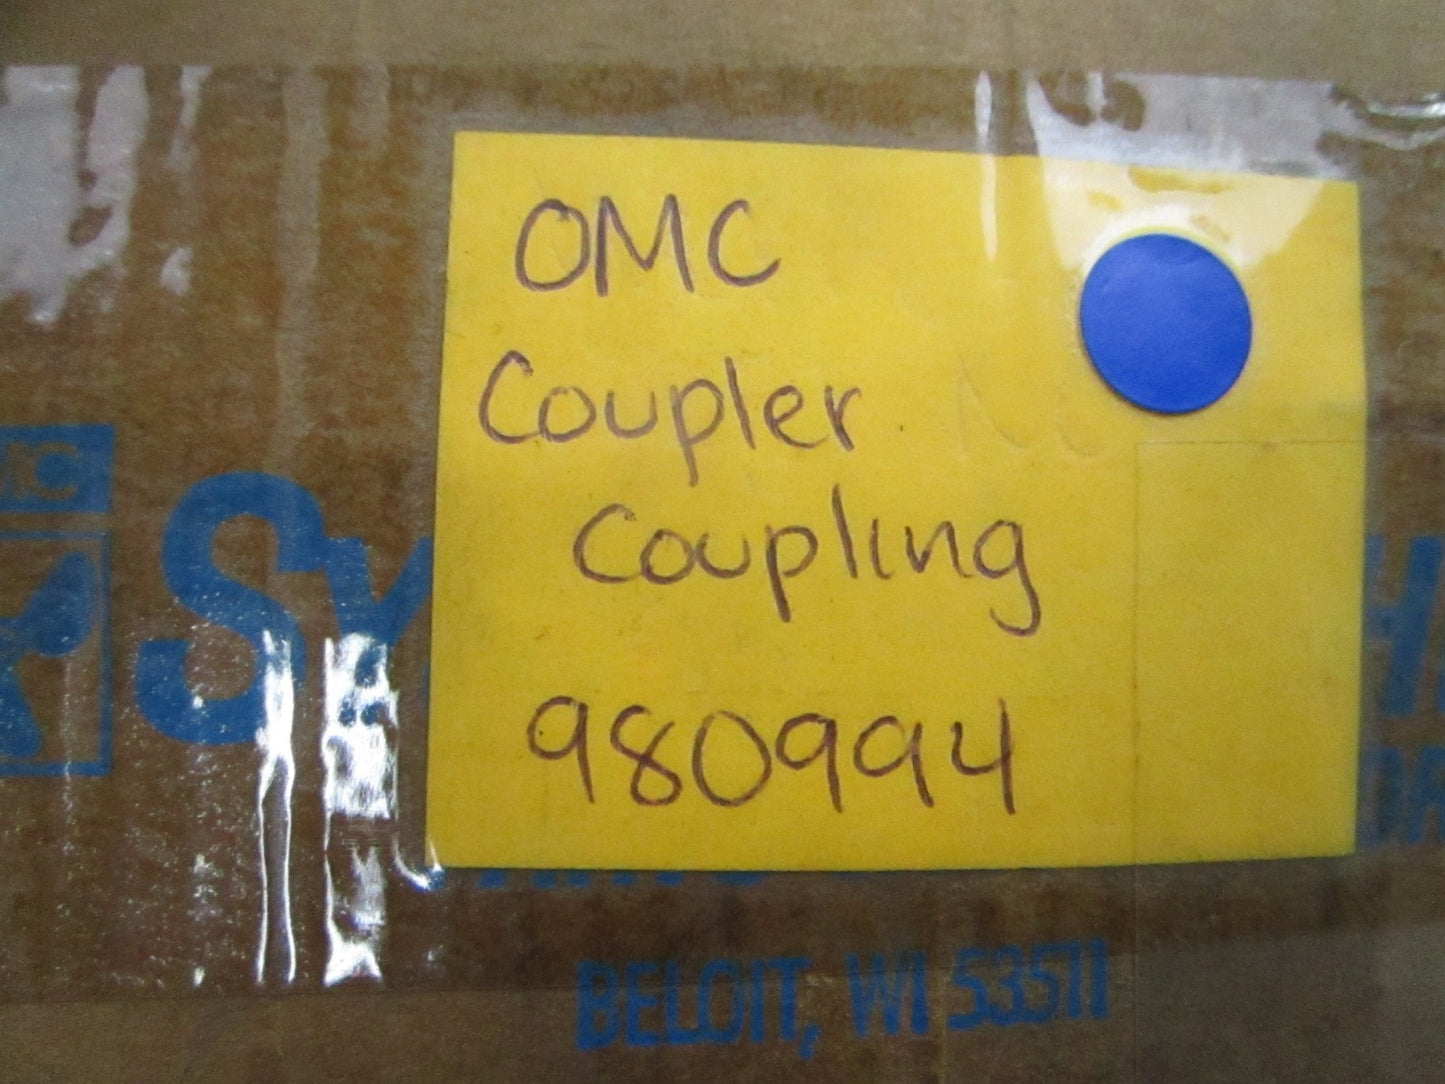 OMC
Coupler
Coupling
980994
BELOIT, WI 53511